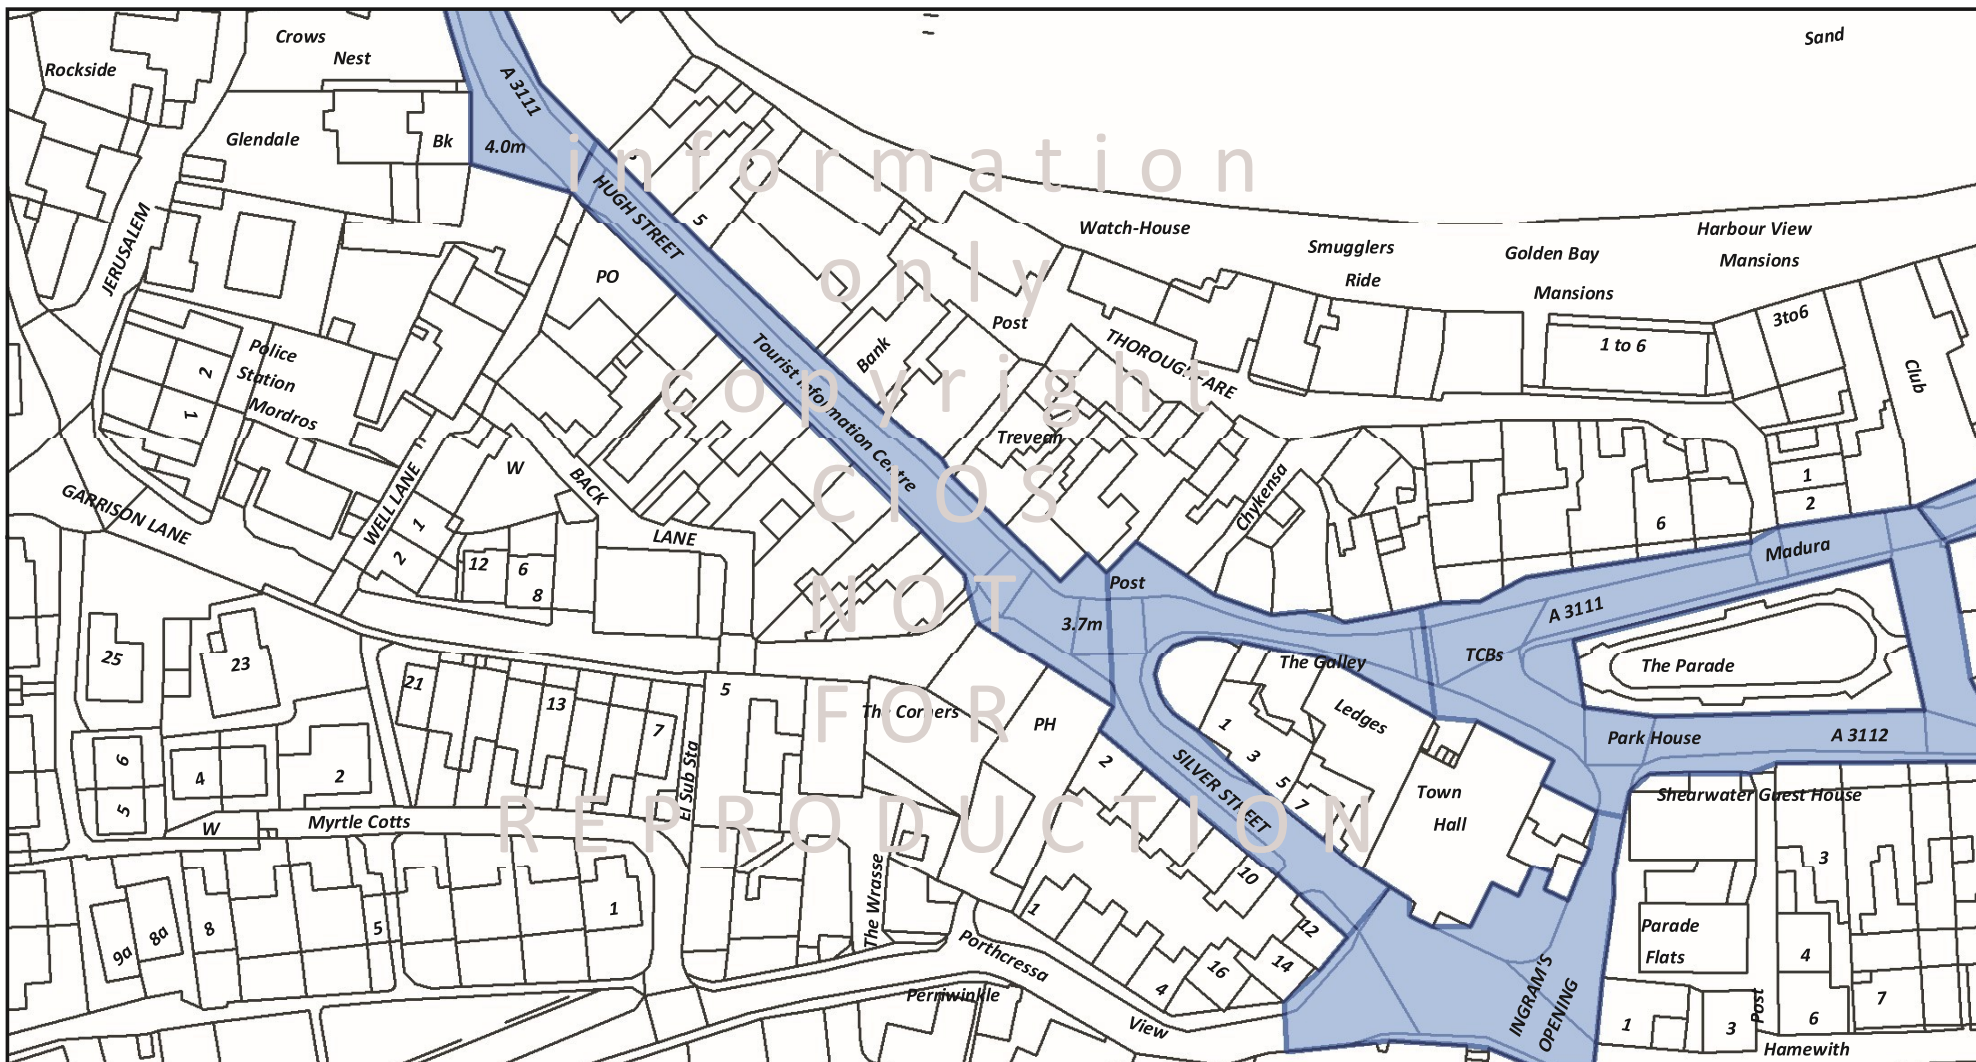 Crows
Nest
Sand
Rockside
A 3111
Glendale
Bk
4.0m
information
HUGH STREET
5
JERUSALEM
Watch-House
Smugglers
Ride
Golden Bay
Mansions
Harbour View
Mansions
PO
only
Post
3to6
1 to 6
Bank
THOROUGHFARE
Club
Police
Station
Mordros
2
1
Tourist Information Centre
copyright
Trevean
W
BACK
LANE
CIOS
Chykensa
1
2
6
GARRISON LANE
WELL LANE
1
2
Madura
12
6
8
NOT
Post
3.7m
A 3111
25
23
TCBs
The Galley
The Parade
21
13
7
5
The Corners
FOR
PH
Ledges
1
3
5
7
Park House
A 3112
6
5
4
2
El Sub Sta
2
SILVER STREET
Town
Hall
Shearwater Guest House
W
Myrtle Cotts
REPRODUCTION
3
10
The Wrasse
1
12
9a
8a
8
5
1
Porthcressa
View
16
14
4
Parade
Flats
4
INGRAM'S
OPENING
Perriwinkle
1
3
Post
6
7
Hamewith